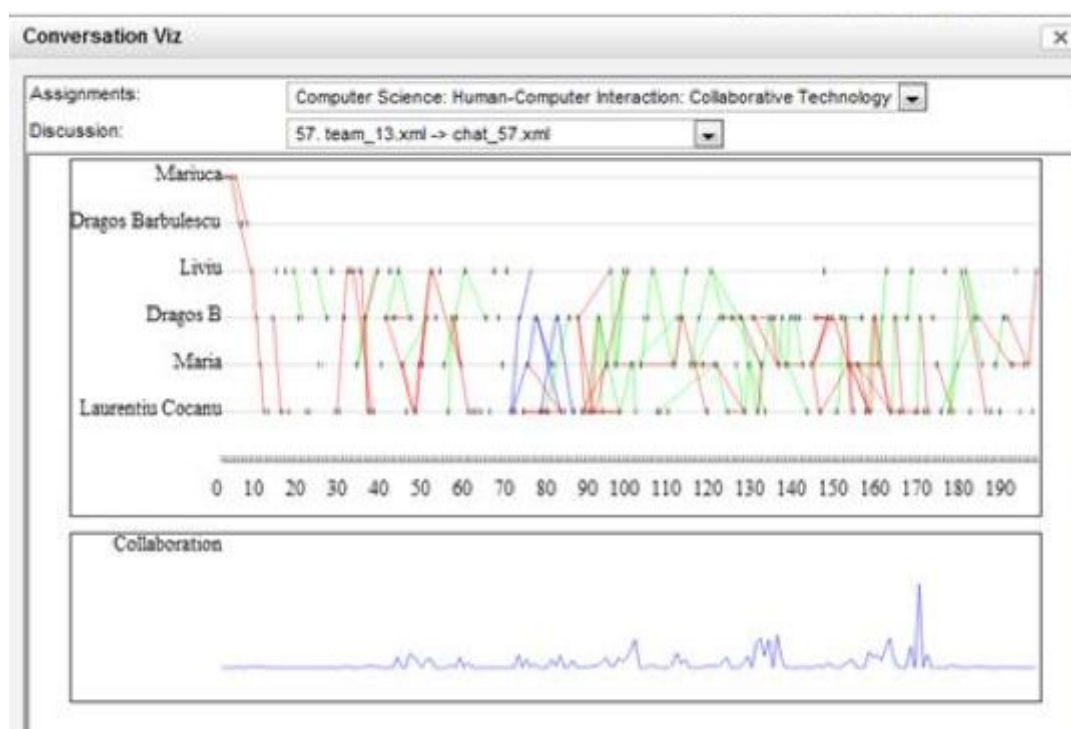 Conversation Viz
Assignments: Computer Science: Human-Computer Interaction: Collaborative Technology
Discussion: 57. team_13.xml -> chat_57.xml
Mariuca
Dragos Barbulescu
Liviu
Dragos B
Maria
Laurentiu Cocanu
0 10 20 30 40 50 60 70 80 90 100 110 120 130 140 150 160 170 180 190
Collaboration